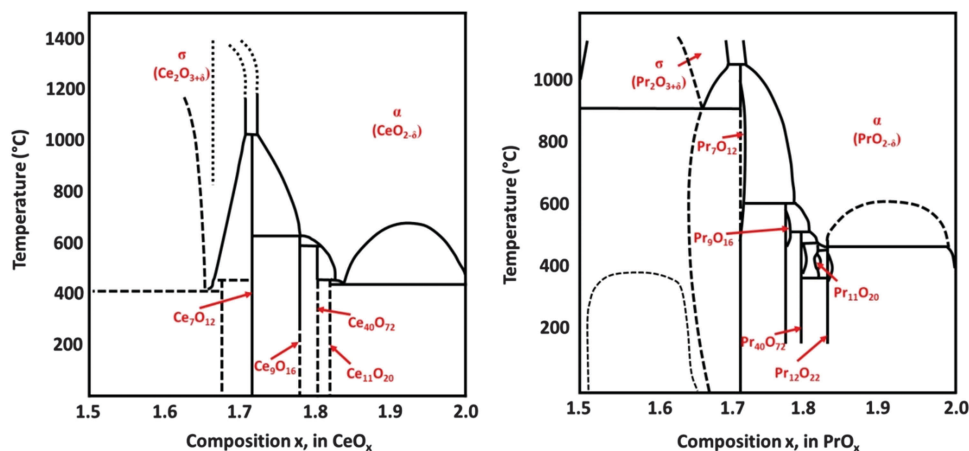 1400
1200
1000
800
600
400
200
Temperature (°C)
σ
(Ce₂O₃₊δ)
α
(CeO₂₋δ)
Ce₇O₁₂
Ce₉O₁₆
Ce₄₀O₇₂
Ce₁₁O₂₀
1.5 1.6 1.7 1.8 1.9 2.0
Composition x, in CeOₓ
1000
800
600
400
200
Temperature (°C)
σ
(Pr₂O₃₊δ)
α
(PrO₂₋δ)
Pr₇O₁₂
Pr₉O₁₆
Pr₁₁O₂₀
Pr₄₀O₇₂
Pr₁₂O₂₂
1.5 1.6 1.7 1.8 1.9 2.0
Composition x, in PrOₓ